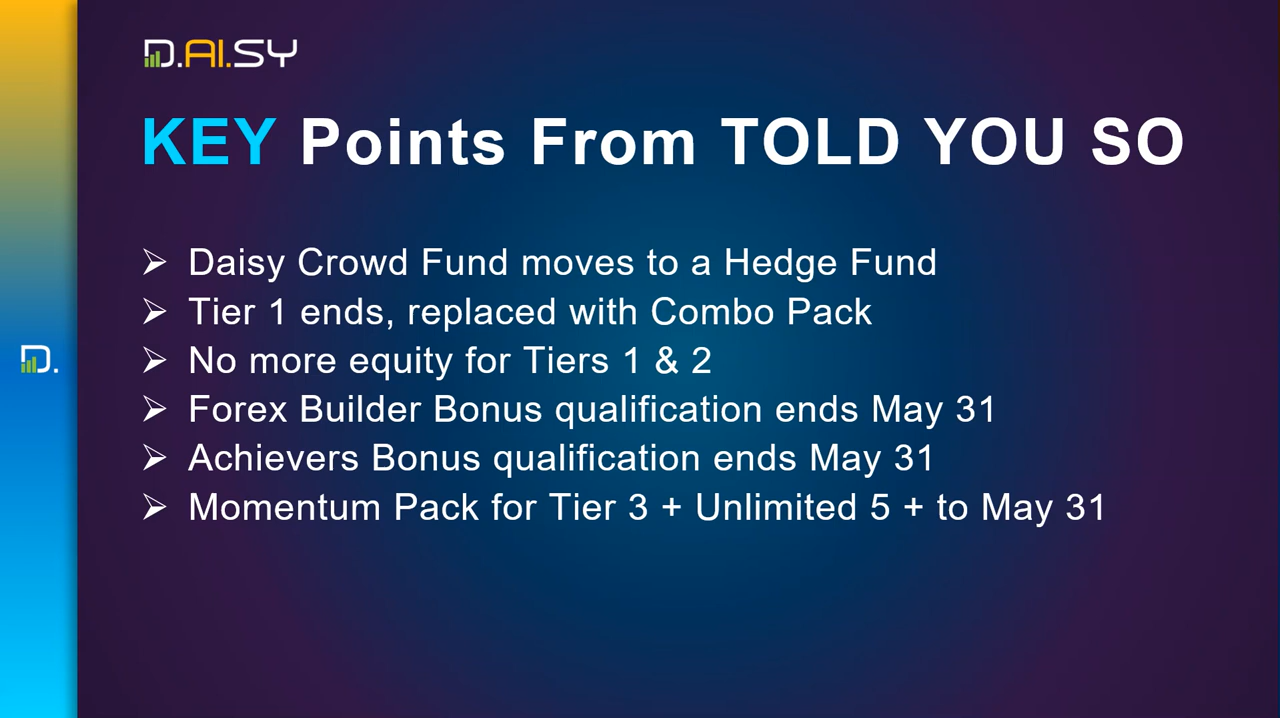 D.AI.SY
KEY Points From TOLD YOU SO
➢ Daisy Crowd Fund moves to a Hedge Fund
➢ Tier 1 ends, replaced with Combo Pack
➢ No more equity for Tiers 1 & 2
D.
➢ Forex Builder Bonus qualification ends May 31
➢ Achievers Bonus qualification ends May 31
➢ Momentum Pack for Tier 3 + Unlimited 5 + to May 31